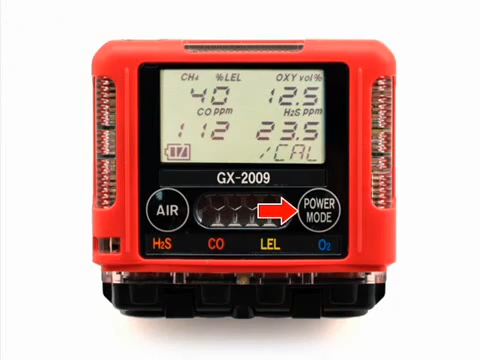 CH4 %LEL OXY vol%
40 12.5
CO ppm H2S ppm
112 23.5
/CAL
GX-2009
AIR
POWER
MODE
H2S CO LEL O2